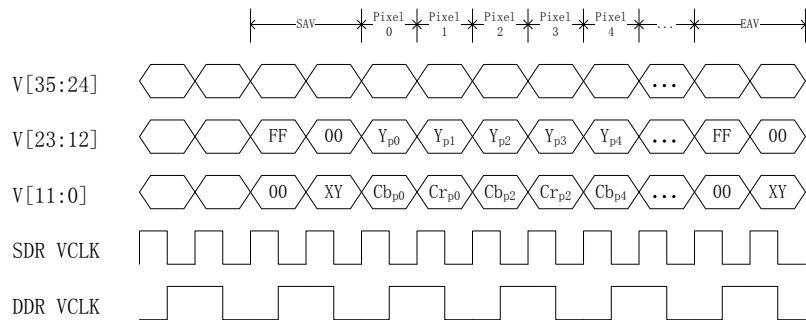 SAV Pixel 0 Pixel 1 Pixel 2 Pixel 3 Pixel 4 ... EAV
V[35:24] ...
V[23:12] FF 00 Yp0 Yp1 Yp2 Yp3 Yp4 ... FF 00
V[11:0] 00 XY Cbp0 Crp0 Cbp2 Crp2 Cbp4 ... 00 XY
SDR VCLK
DDR VCLK